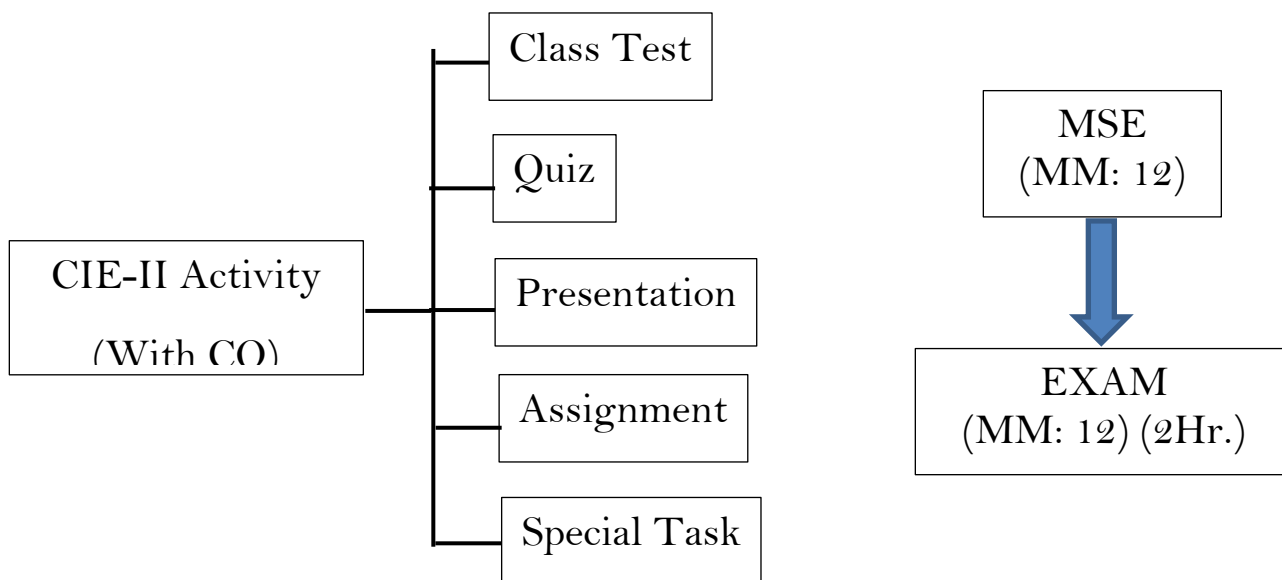 Class Test
Quiz
CIE-II Activity
(With CO)
Presentation
Assignment
Special Task
MSE
(MM: 12)
EXAM
(MM: 12) (2Hr.)